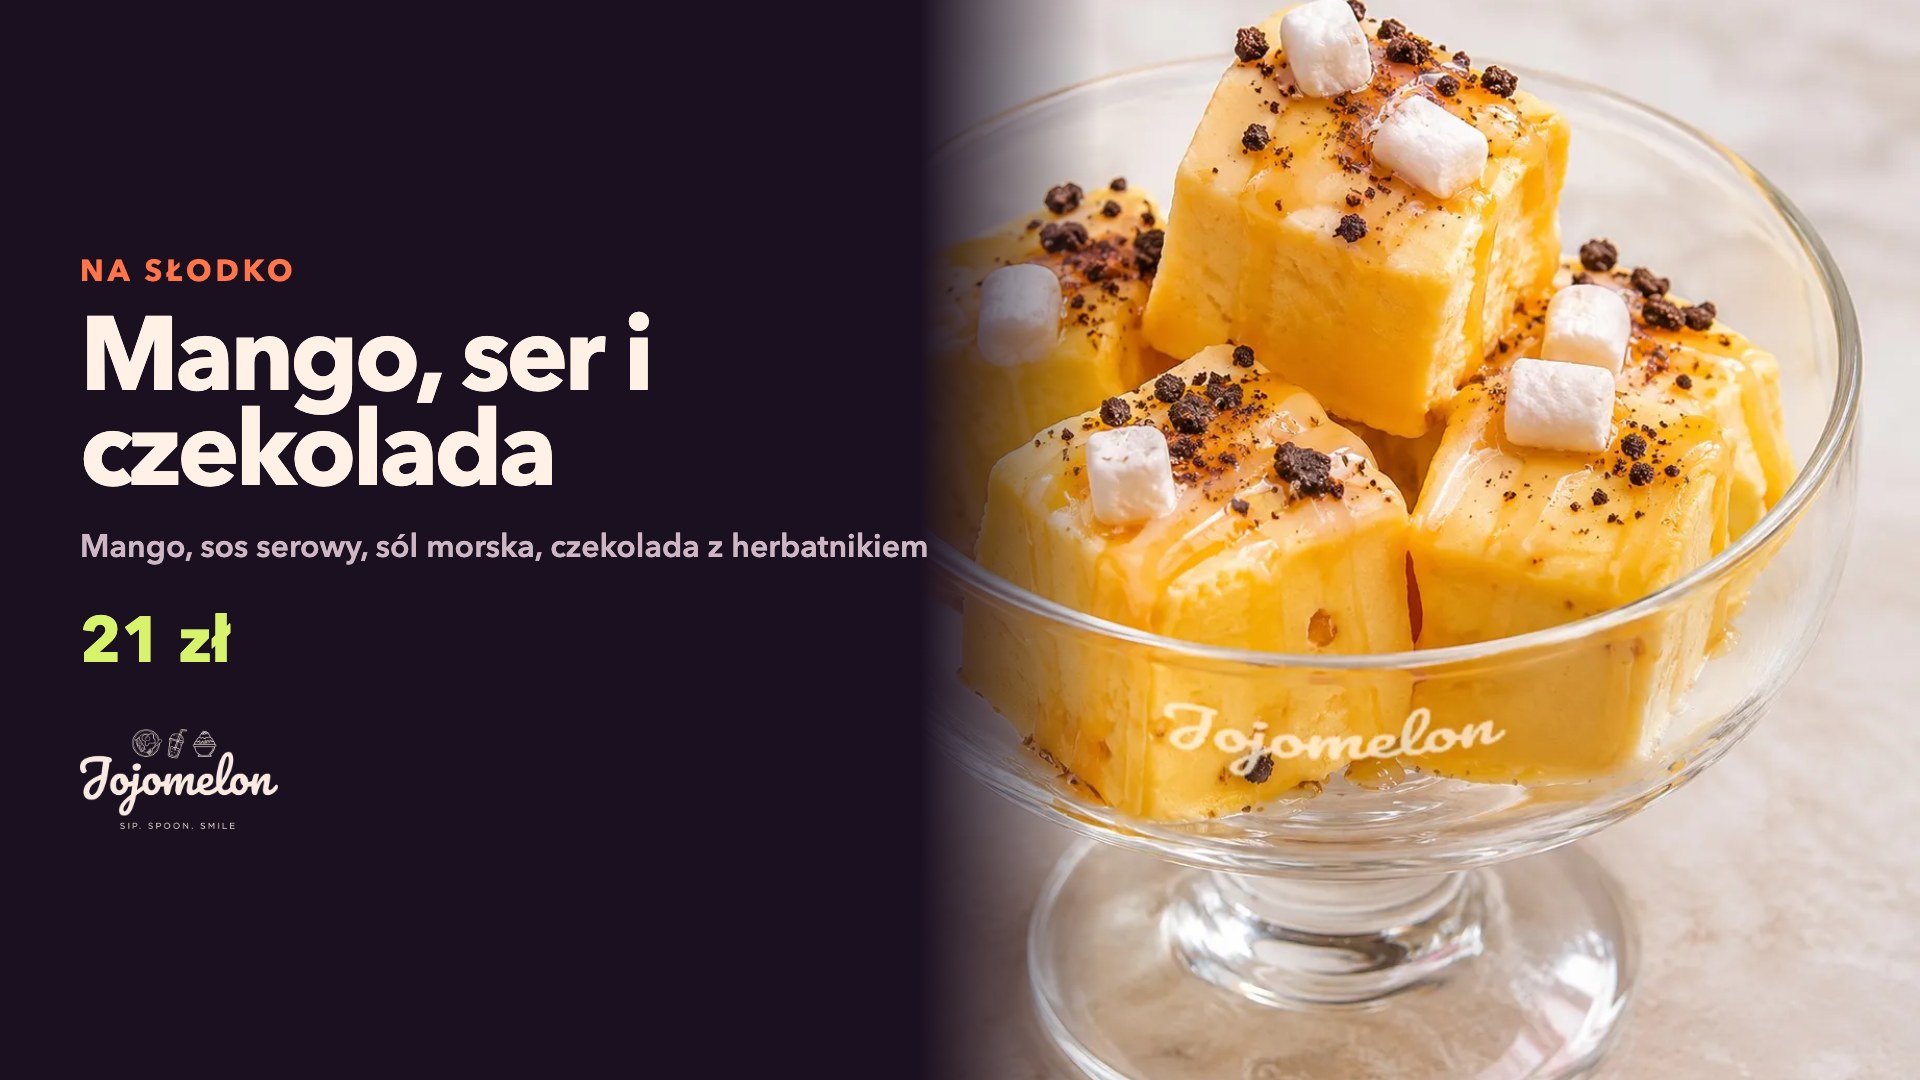 NA SŁODKO
Mango, ser i
czekolada
Mango, sos serowy, sól morska, czekolada z herbatnikiem
21 zł
Jojomelon
SIP. SPOON. SMILE
Jojomelon